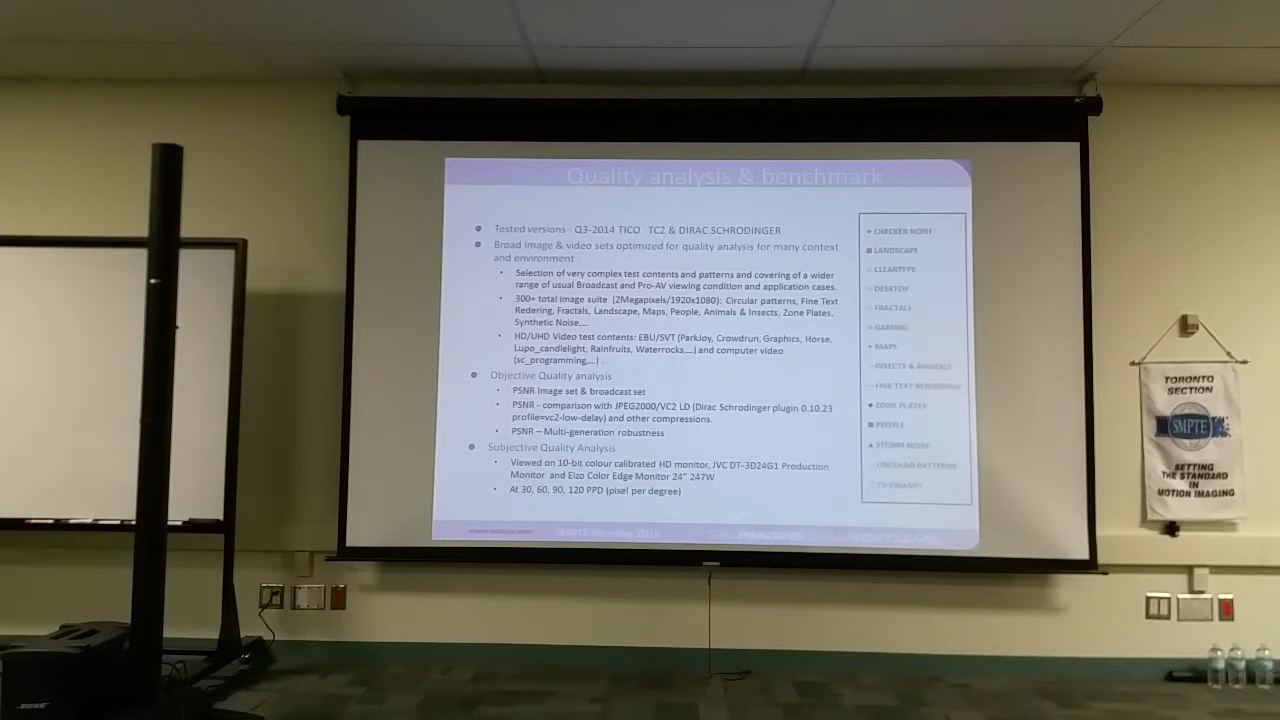 Quality analysis & benchmark
Tested versions : Q3-2014 TICO TC2 & DIRAC SCHRODINGER
Broad image & video sets optimized for quality analysis for many context
and environment :
Selection of very complex test contents and patterns and covering of a wider
range of usual Broadcast and Pro-AV viewing condition and application cases.
300+ total image suite (2Megapixels/1920x1080): Circular patterns, Fine Text
Redering, Fractals, Landscape, Maps, People, Animals & Insects, Zone Plates,
Synthetic Noise,...
HD/UHD Video test contents: EBU/SVT (ParkJoy, Crowdrun, Graphics, Horse,
Lupo_candlelight, Rainfruits, Waterrocks,...) and computer video
(sc_programming,...) .
Objective Quality analysis
PSNR Image set & broadcast set
PSNR - comparison with JPEG2000/VC2 LD (Dirac Schrodinger plugin 0.10.23
profile=vc2-low-delay) and other compressions.
PSNR – Multi-generation robustness
Subjective Quality Analysis
Viewed on 10-bit colour calibrated HD monitor, JVC DT-3D24G1 Production
Monitor and Eizo Color Edge Monitor 24" 247W
At 30, 60, 90, 120 PPD (pixel per degree)
CHECKER NOISE
LANDSCAPE
CLEARTYPE
DESKTOP
FRACTALS
GAMING
MAPS
INSECTS & ANIMALS
FINE TEXT RENDERING
ZONE PLATES
PEOPLE
STORM NOISE
CIRCULAR PATTERNS
SMPTE Meeting 2015
TORONTO
SECTION
SMPTE
SETTING
THE STANDARD
IN
MOTION IMAGING
BOSE